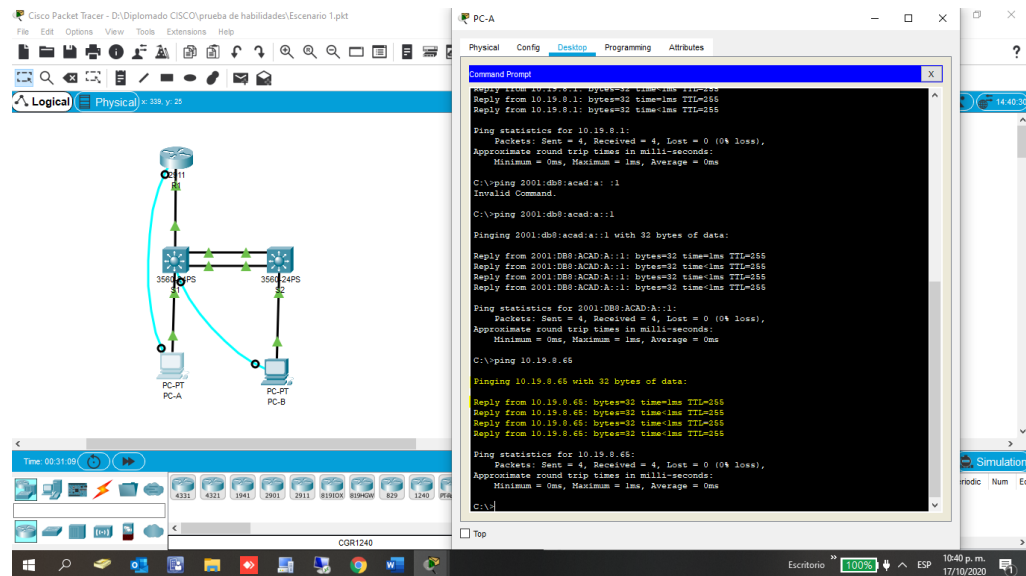 Cisco Packet Tracer - D:\Diplomado CISCO\prueba de habilidades\Escenario 1.pkt
File Edit Options View Tools Extensions Help
Logical
Physical
x: 339, y: 25
14:40:30
2911
R1
3560-24PS
S1
3560-24PS
S2
PC-PT
PC-A
PC-PT
PC-B
Time: 00:31:09
Simulation
4331 4321 1941 2901 2911 819IOX 819HGW 829 1240
CGR1240
Num
PC-A
Physical Config Desktop Programming Attributes
Command Prompt
X
Reply from 10.19.8.1: bytes=32 time<1ms TTL=255
Reply from 10.19.8.1: bytes=32 time<1ms TTL=255
Ping statistics for 10.19.8.1:
Packets: Sent = 4, Received = 4, Lost = 0 (0% loss),
Approximate round trip times in milli-seconds:
Minimum = 0ms, Maximum = 1ms, Average = 0ms
C:\>ping 2001:db8:acad:a: :1
Invalid Command.
C:\>ping 2001:db8:acad:a::1
Pinging 2001:db8:acad:a::1 with 32 bytes of data:
Reply from 2001:DB8:ACAD:A::1: bytes=32 time=1ms TTL=255
Reply from 2001:DB8:ACAD:A::1: bytes=32 time<1ms TTL=255
Reply from 2001:DB8:ACAD:A::1: bytes=32 time<1ms TTL=255
Reply from 2001:DB8:ACAD:A::1: bytes=32 time<1ms TTL=255
Ping statistics for 2001:DB8:ACAD:A::1:
Packets: Sent = 4, Received = 4, Lost = 0 (0% loss),
Approximate round trip times in milli-seconds:
Minimum = 0ms, Maximum = 1ms, Average = 0ms
C:\>ping 10.19.8.65
Pinging 10.19.8.65 with 32 bytes of data:
Reply from 10.19.8.65: bytes=32 time=1ms TTL=255
Reply from 10.19.8.65: bytes=32 time<1ms TTL=255
Reply from 10.19.8.65: bytes=32 time<1ms TTL=255
Reply from 10.19.8.65: bytes=32 time<1ms TTL=255
Ping statistics for 10.19.8.65:
Packets: Sent = 4, Received = 4, Lost = 0 (0% loss),
Approximate round trip times in milli-seconds:
Minimum = 0ms, Maximum = 1ms, Average = 0ms
C:\>
Top
Escritorio
100%
ESP
10:40 p. m.
17/10/2020